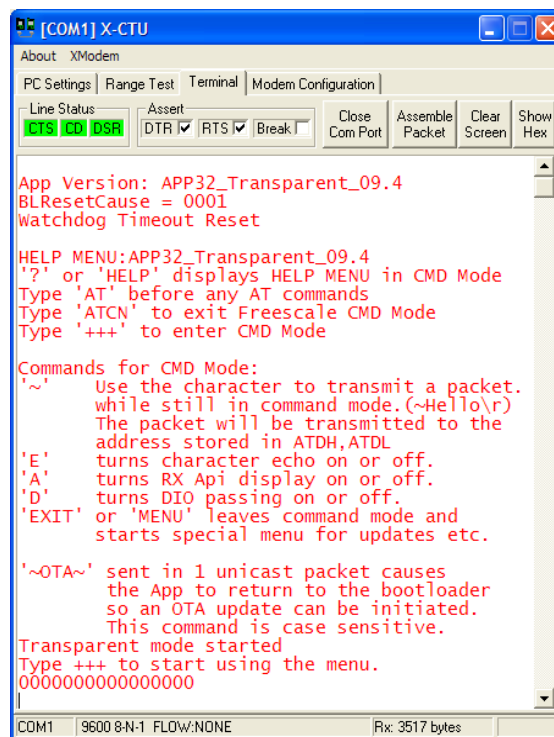 [COM1] X-CTU
About XModem
PC Settings Range Test Terminal Modem Configuration
Line Status Assert
CTS CD DSR DTR RTS Break Close Com Port Assemble Packet Clear Screen Show Hex
App Version: APP32_Transparent_09.4
BLResetCause = 0001
Watchdog Timeout Reset
HELP MENU:APP32_Transparent_09.4
'?' or 'HELP' displays HELP MENU in CMD Mode
Type 'AT' before any AT commands
Type 'ATCN' to exit Freescale CMD Mode
Type '+++' to enter CMD Mode
Commands for CMD Mode:
'~' Use the character to transmit a packet.
while still in command mode.(~Hello\r)
The packet will be transmitted to the
address stored in ATDH,ATDL
'E' turns character echo on or off.
'A' turns RX Api display on or off.
'D' turns DIO passing on or off.
'EXIT' or 'MENU' leaves command mode and
starts special menu for updates etc.
'~OTA~' sent in 1 unicast packet causes
the App to return to the bootloader
so an OTA update can be initiated.
This command is case sensitive.
Transparent mode started
Type +++ to start using the menu.
0000000000000000
COM1 9600 8-N-1 FLOW:NONE Rx: 3517 bytes